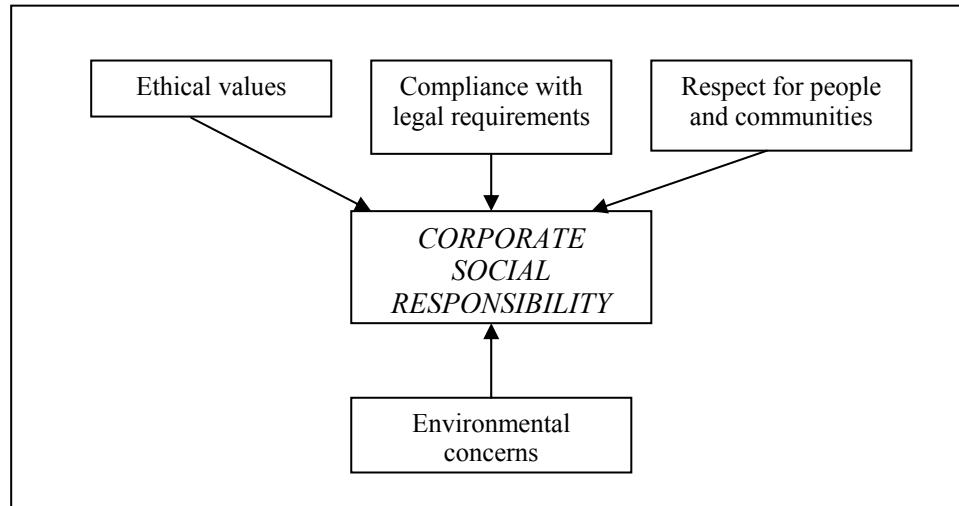 Ethical values
Compliance with
legal requirements
Respect for people
and communities
CORPORATE
SOCIAL
RESPONSIBILITY
Environmental
concerns